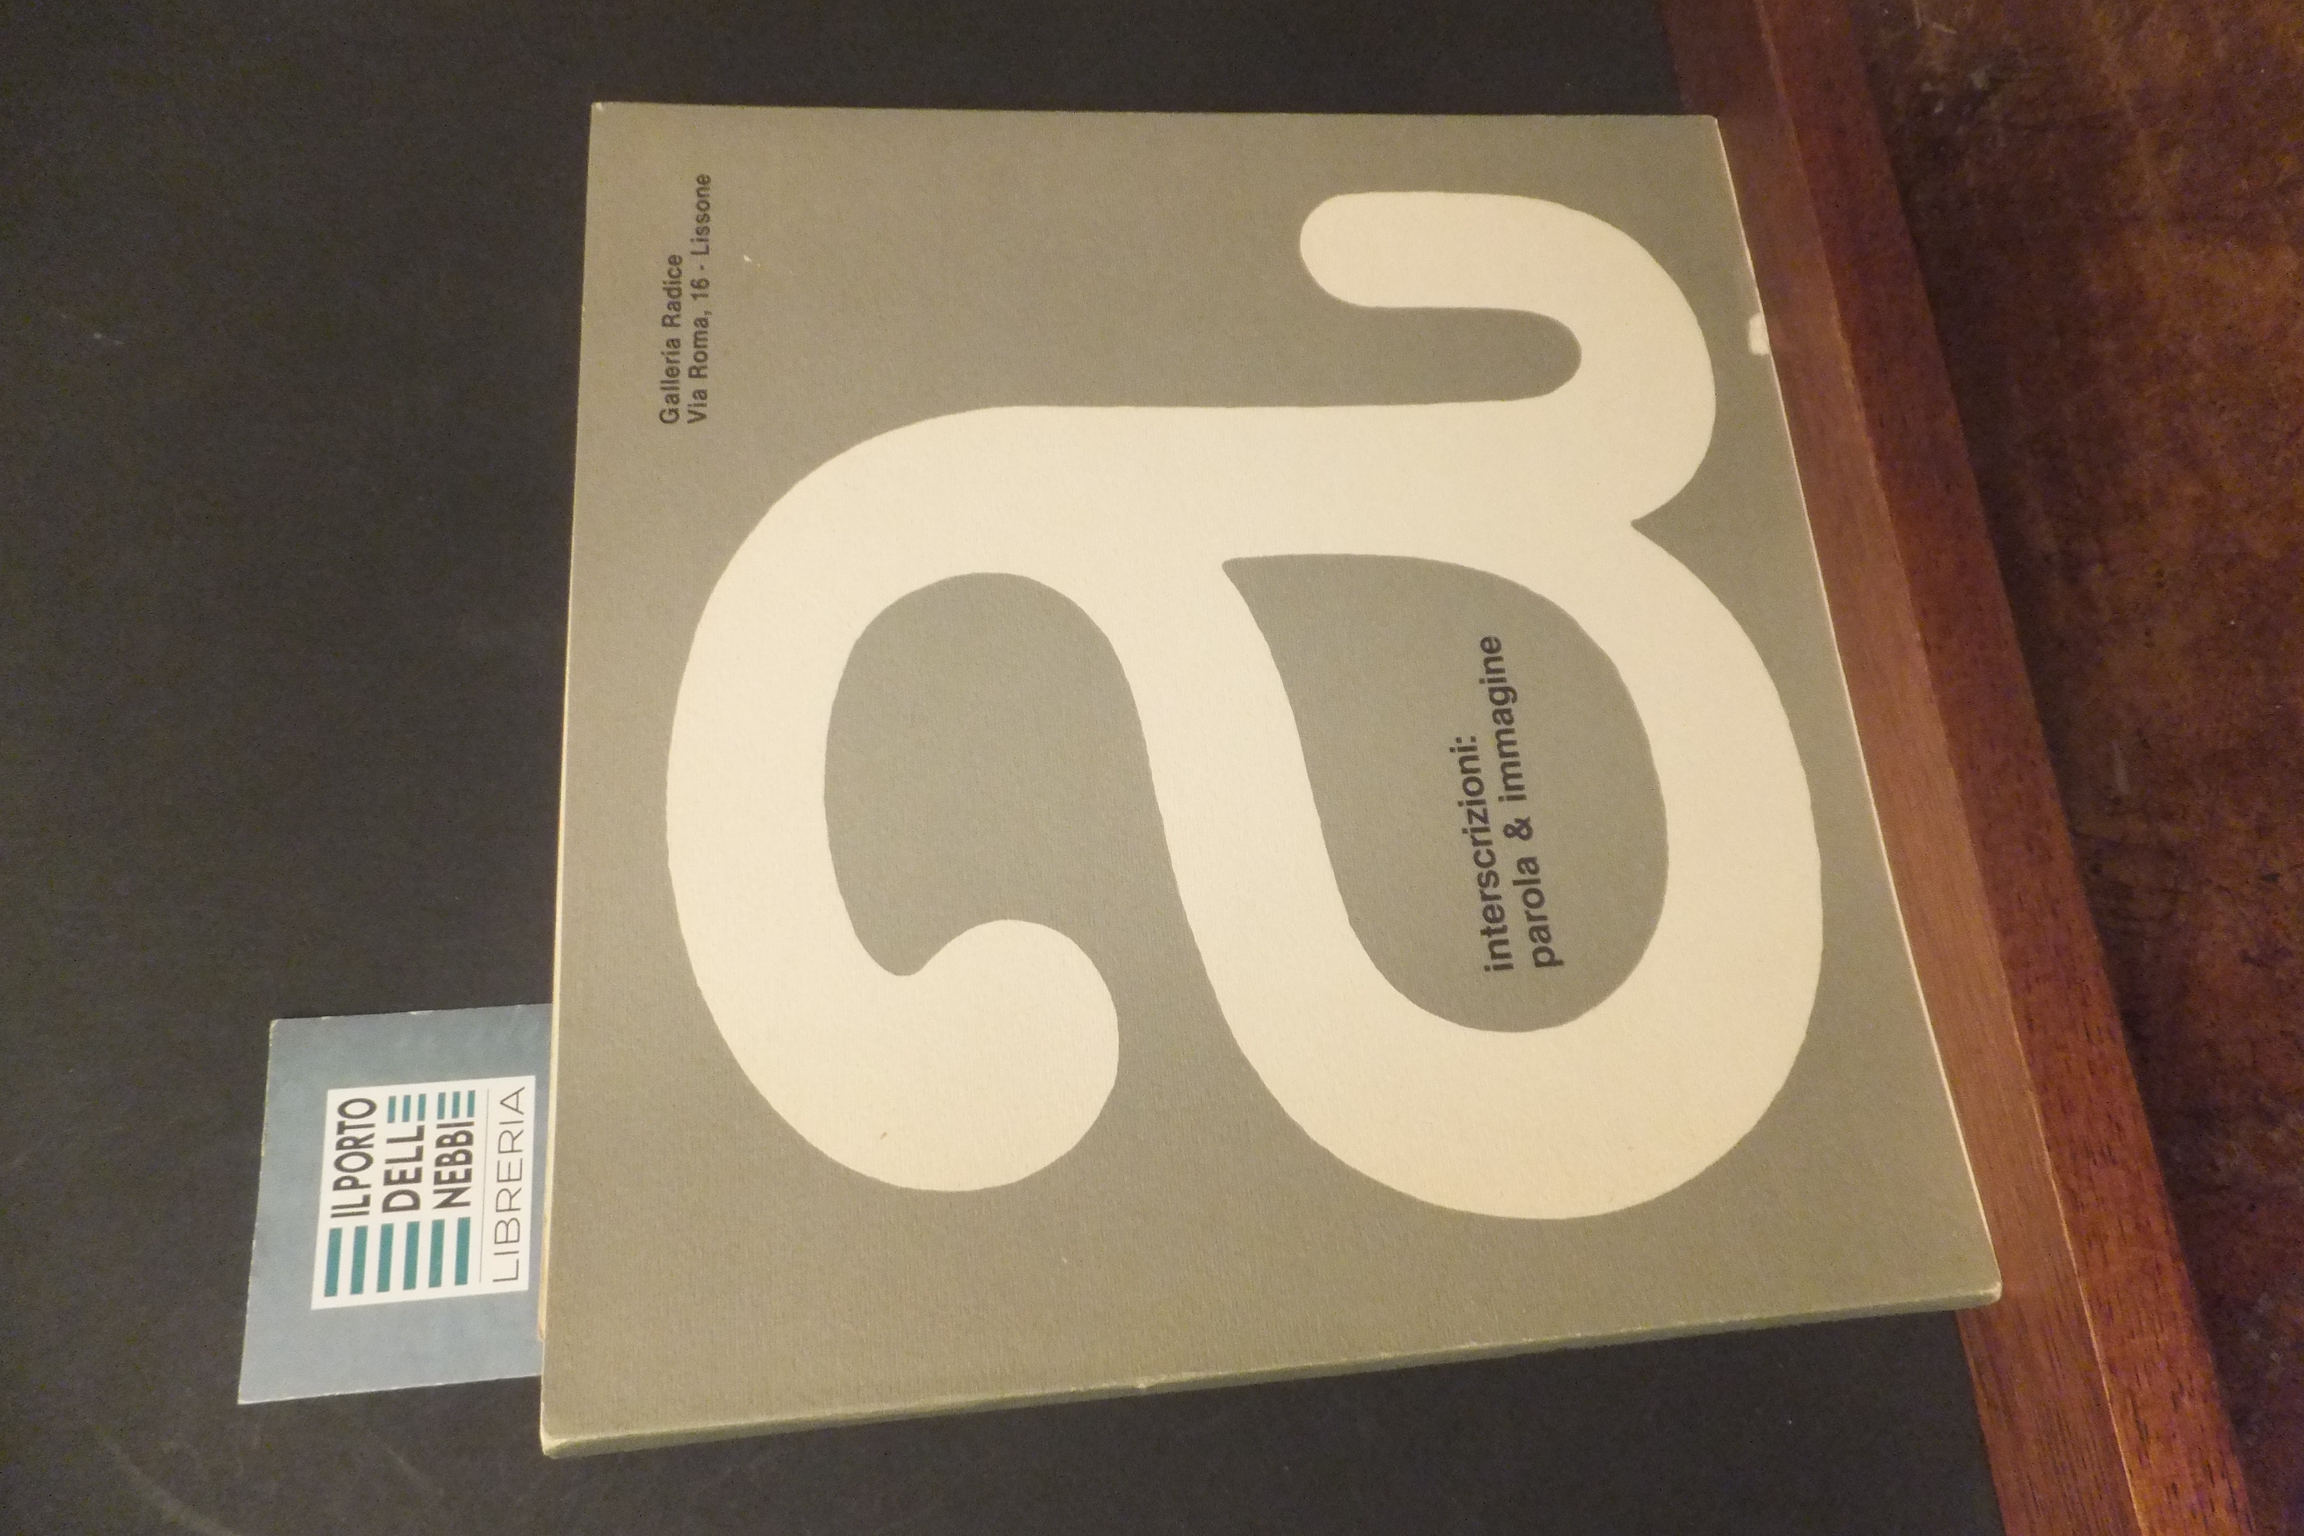 Galleria Radice
Via Roma, 16 - Lissone
a
interscrizioni:
parola & immagine
IL PORTO
DELLE
NEBBIE
LIBRERIA